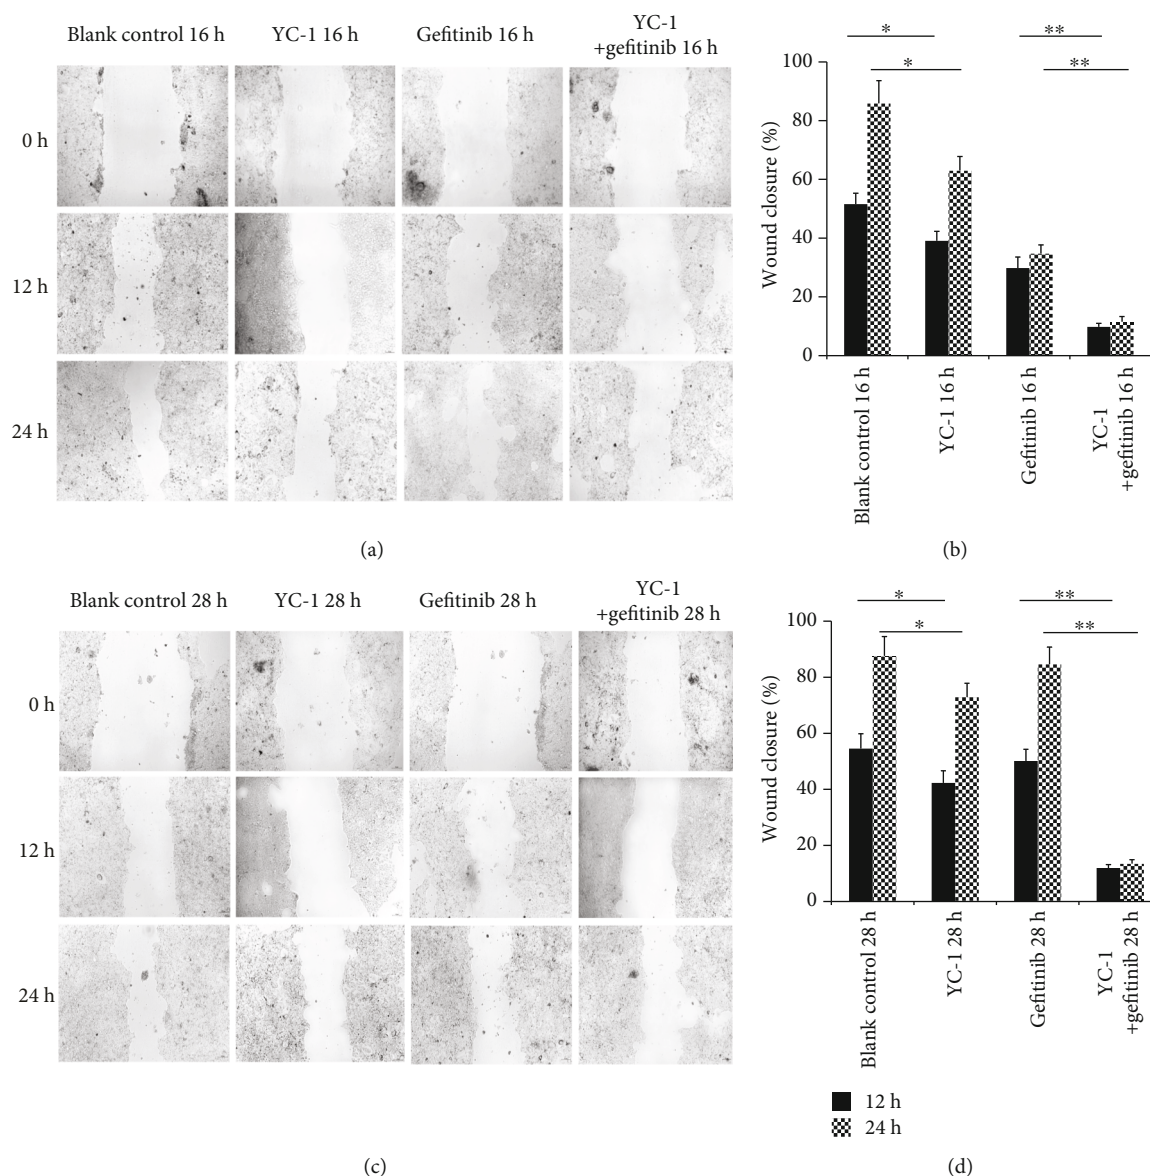 Blank control 16 h
YC-1 16 h
Gefitinib 16 h
YC-1
+gefitinib 16 h
0 h
12 h
24 h
(a)
*
**
*
**
100
80
60
40
20
0
Wound closure (%)
Blank control 16 h
YC-1 16 h
Gefitinib 16 h
YC-1
+gefitinib 16 h
(b)
Blank control 28 h
YC-1 28 h
Gefitinib 28 h
YC-1
+gefitinib 28 h
0 h
12 h
24 h
(c)
*
**
*
**
100
80
60
40
20
0
Wound closure (%)
Blank control 28 h
YC-1 28 h
Gefitinib 28 h
YC-1
+gefitinib 28 h
12 h
24 h
(d)